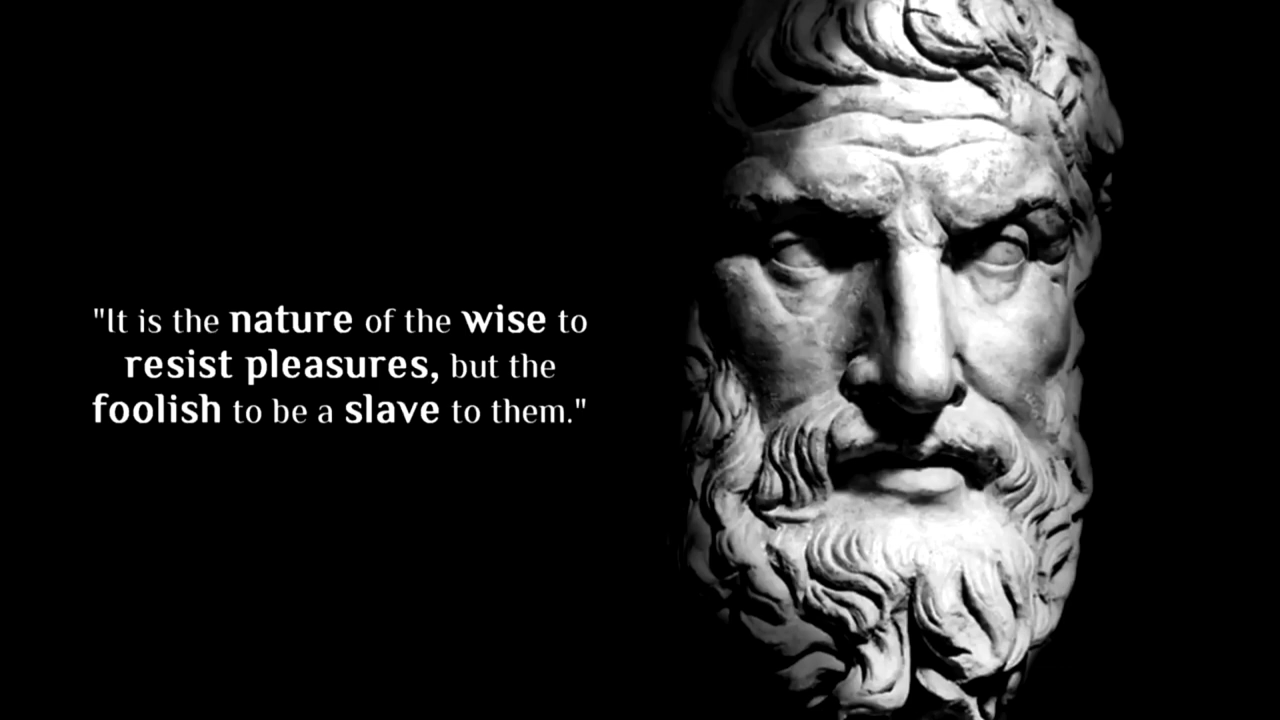 "It is the nature of the wise to
resist pleasures, but the
foolish to be a slave to them."